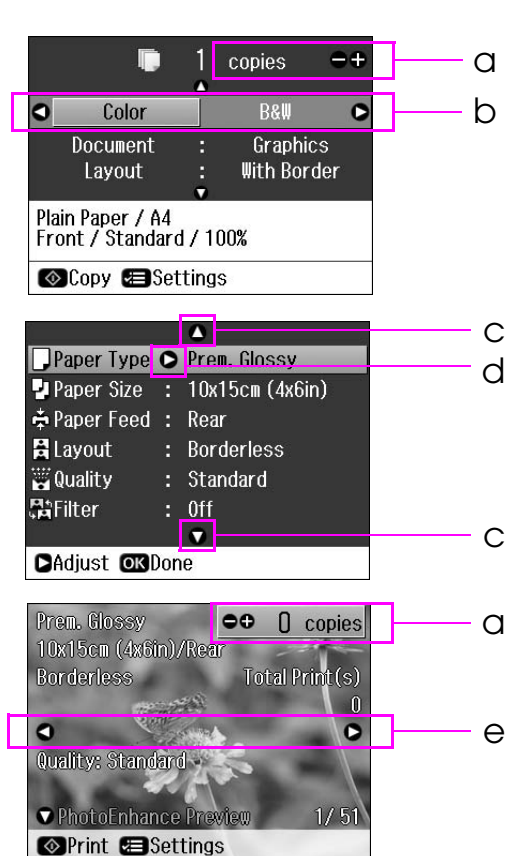 1 copies a
Color B&W b
Document : Graphics
Layout : With Border
Plain Paper / A4
Front / Standard / 100%
Copy Settings
c
Paper Type Prem. Glossy d
Paper Size : 10x15cm (4x6in)
Paper Feed : Rear
Layout : Borderless
Quality : Standard
Filter : Off
c
Adjust OK Done
Prem. Glossy 0 copies a
10x15cm (4x6in)/Rear
Borderless Total Print(s)
0
e
Quality: Standard
PhotoEnhance Preview 1/ 51
Print Settings